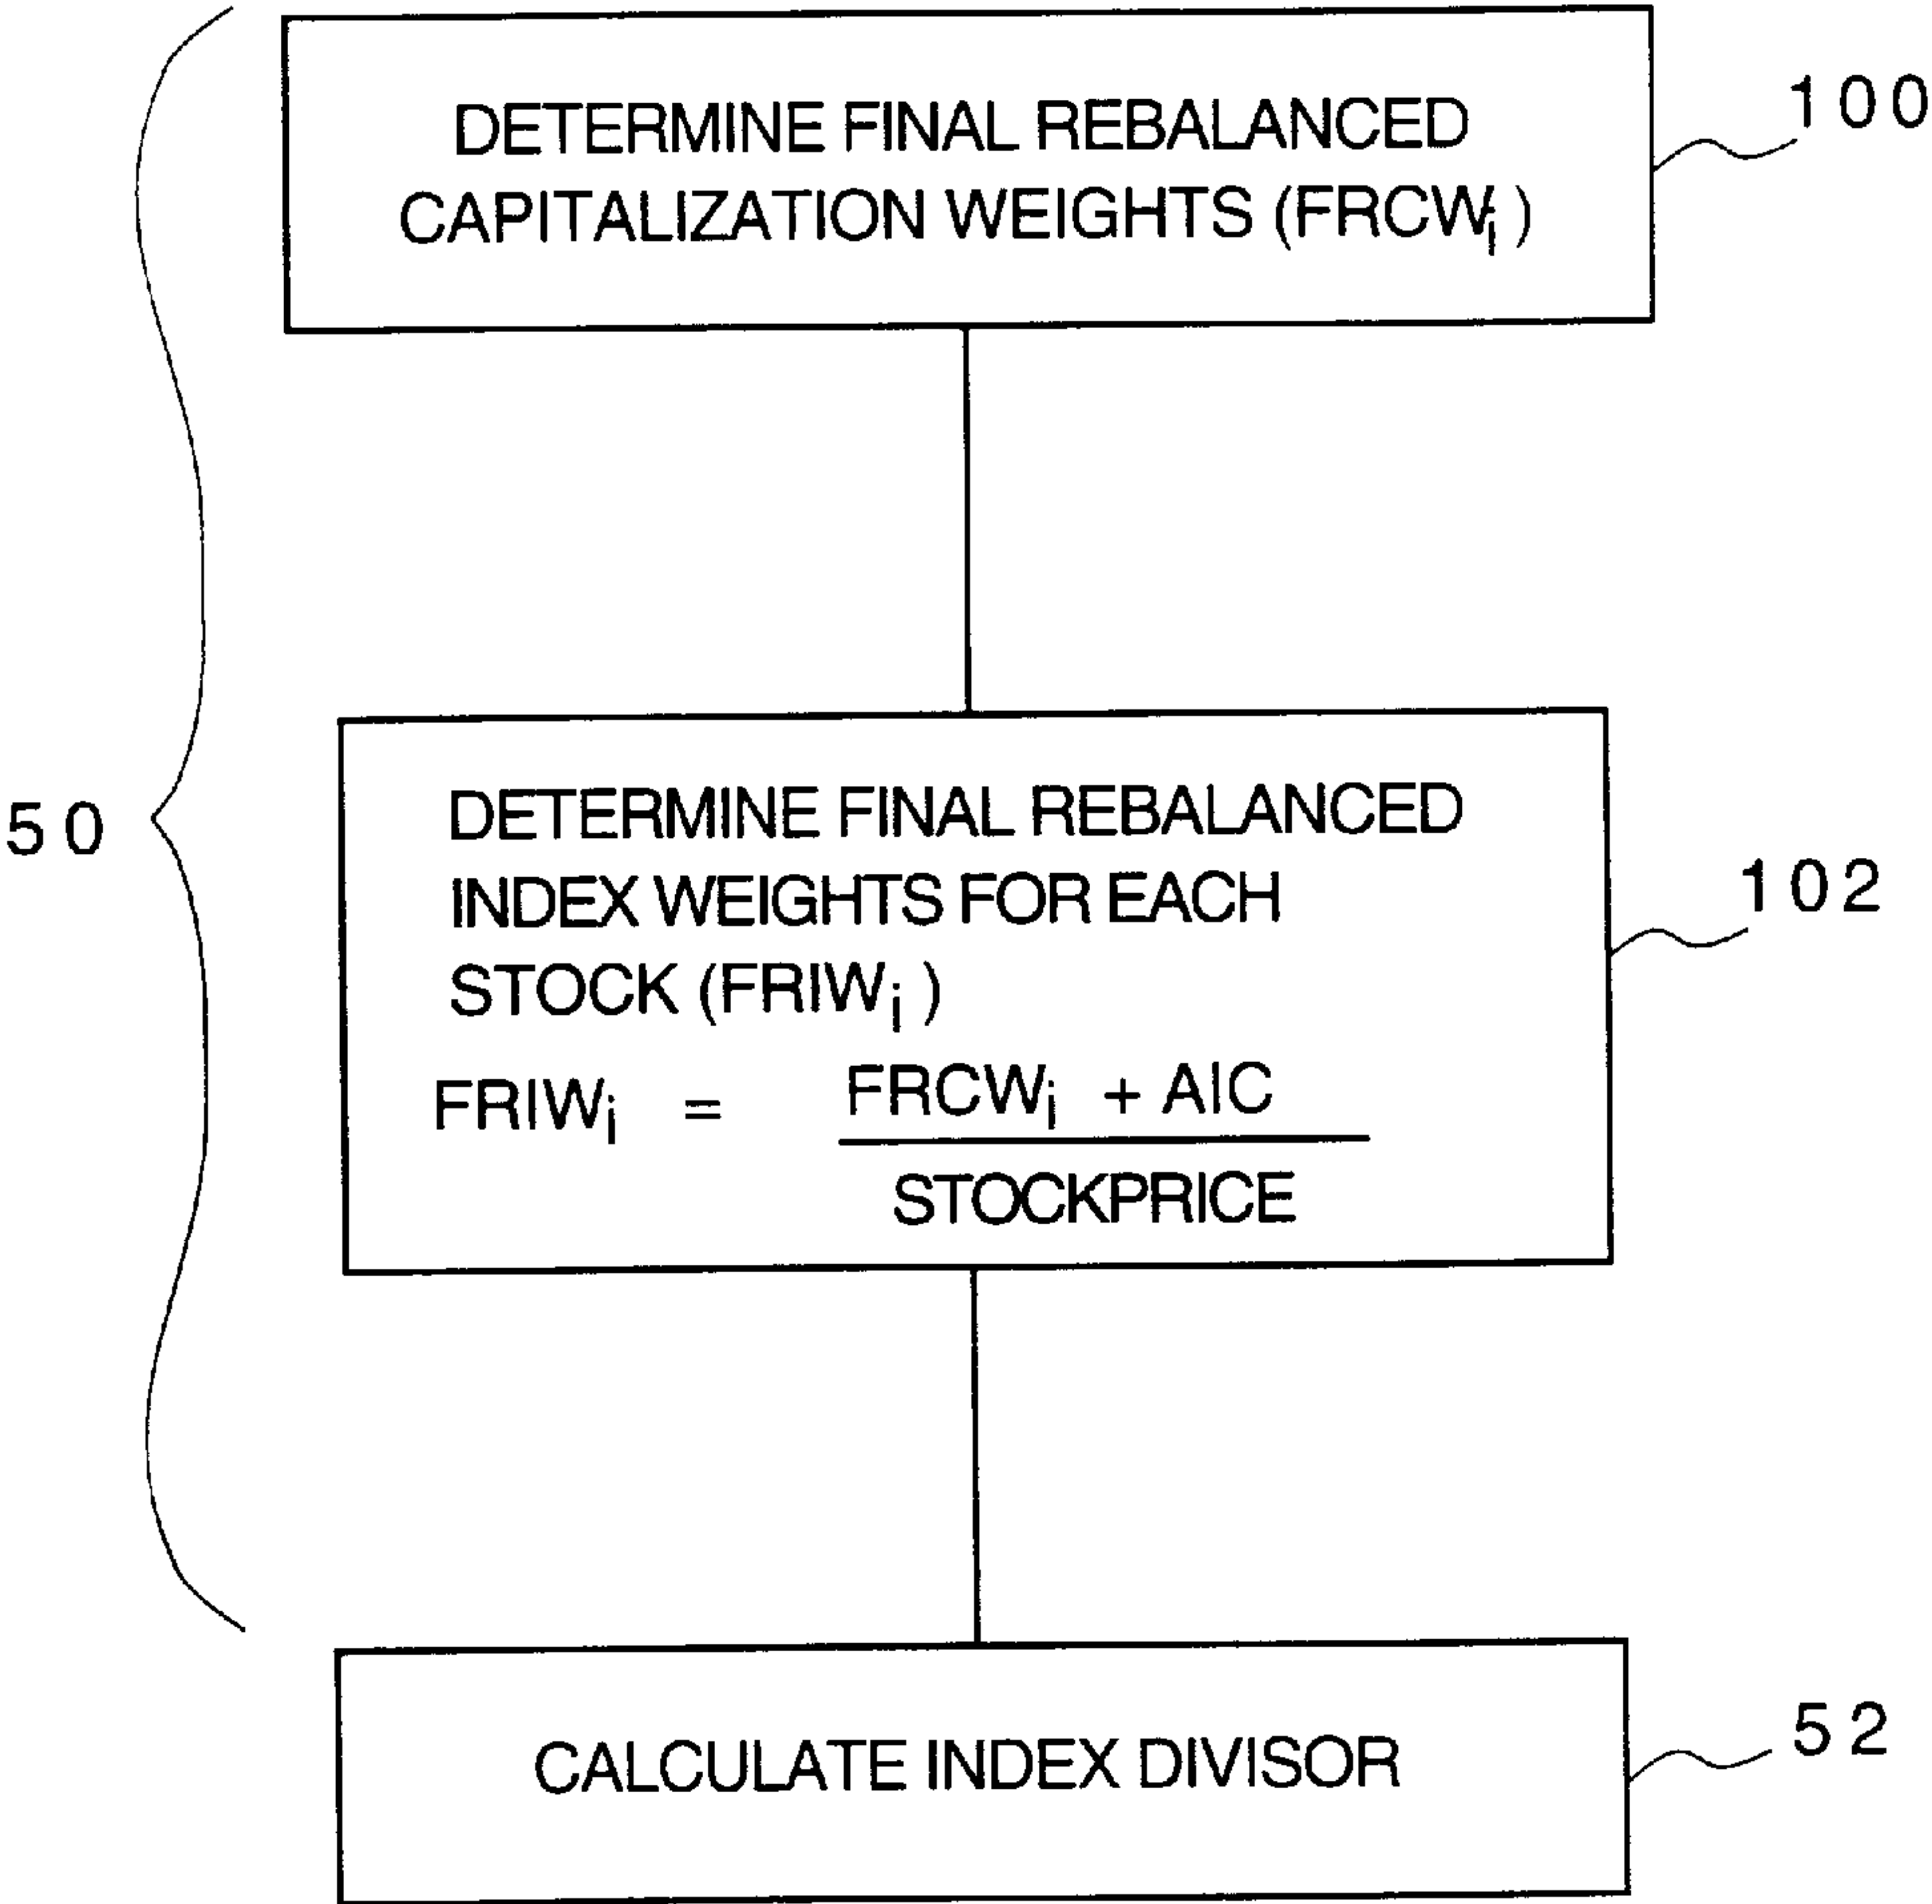 DETERMINE FINAL REBALANCED
CAPITALIZATION WEIGHTS (FRCWi)
100
50
DETERMINE FINAL REBALANCED
INDEX WEIGHTS FOR EACH
STOCK (FRIWi)
102
FRIWi = FRCWi + AIC
STOCKPRICE
CALCULATE INDEX DIVISOR
52